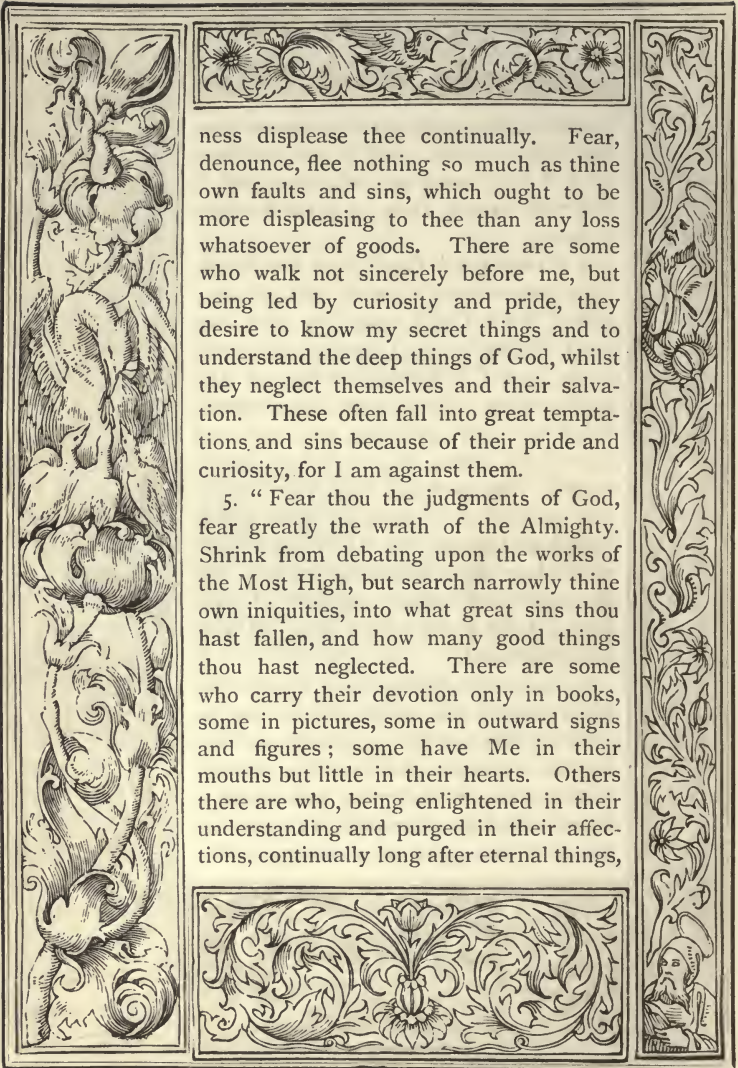 ness displease thee continually. Fear,
denounce, flee nothing so much as thine
own faults and sins, which ought to be
more displeasing to thee than any loss
whatsoever of goods. There are some
who walk not sincerely before me, but
being led by curiosity and pride, they
desire to know my secret things and to
understand the deep things of God, whilst
they neglect themselves and their salva-
tion. These often fall into great tempta-
tions. and sins because of their pride and
curiosity, for I am against them.
5. “ Fear thou the judgments of God,
fear greatly the wrath of the Almighty.
Shrink from debating upon the works of
the Most High, but search narrowly thine
own iniquities, into what great sins thou
hast fallen, and how many good things
thou hast neglected. There are some
who carry their devotion only in books,
some in pictures, some in outward signs
and figures ; some have Me in their
mouths but little in their hearts. Others
there are who, being enlightened in their
understanding and purged in their affec-
tions, continually long after eternal things,